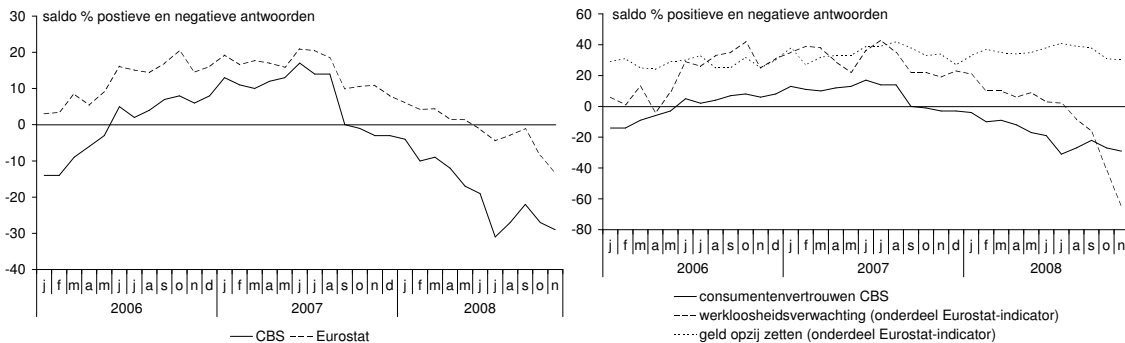 saldo % postieve en negatieve antwoorden
30
20
10
0
-10
-20
-30
-40
j f m a m j j a s o n d j f m a m j j a s o n d j f m a m j j a s o n
2006 2007 2008
CBS Eurostat
saldo % positieve en negatieve antwoorden
60
40
20
0
-20
-40
-60
-80
j f m a m j j a s o n d j f m a m j j a s o n d j f m a m j j a s o n
2006 2007 2008
consumentenvertrouwen CBS
werkloosheidsverwachting (onderdeel Eurostat-indicator)
geld opzij zetten (onderdeel Eurostat-indicator)